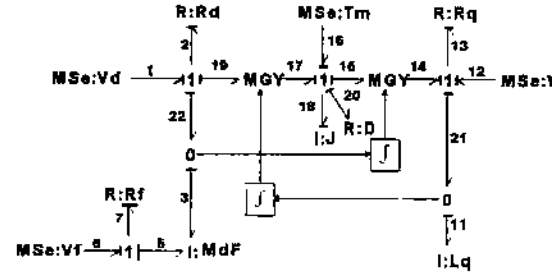 R:Rd MSe:Tm R:Rq
2 16 13
MSe:Vd 1 1 19 MGY 17 1 15 MGY 14 1 12 MSe:V
18 20
22 I:J R:D 21
0 ∫
R:Rf 3 ∫ 0
7 11
MSe:Vf 6 1 5 I: MdF I:Lq